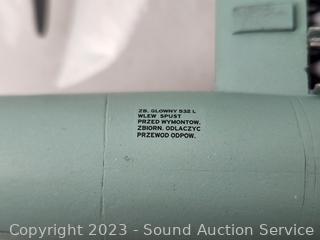 ZB. GLOWNY 532 L
WLEW SPUST
PRZED WYMONTOW.
ZBIORN. ODLACZYC
PRZEWOD ODPOW.
Copyright 2023 - Sound Auction Service